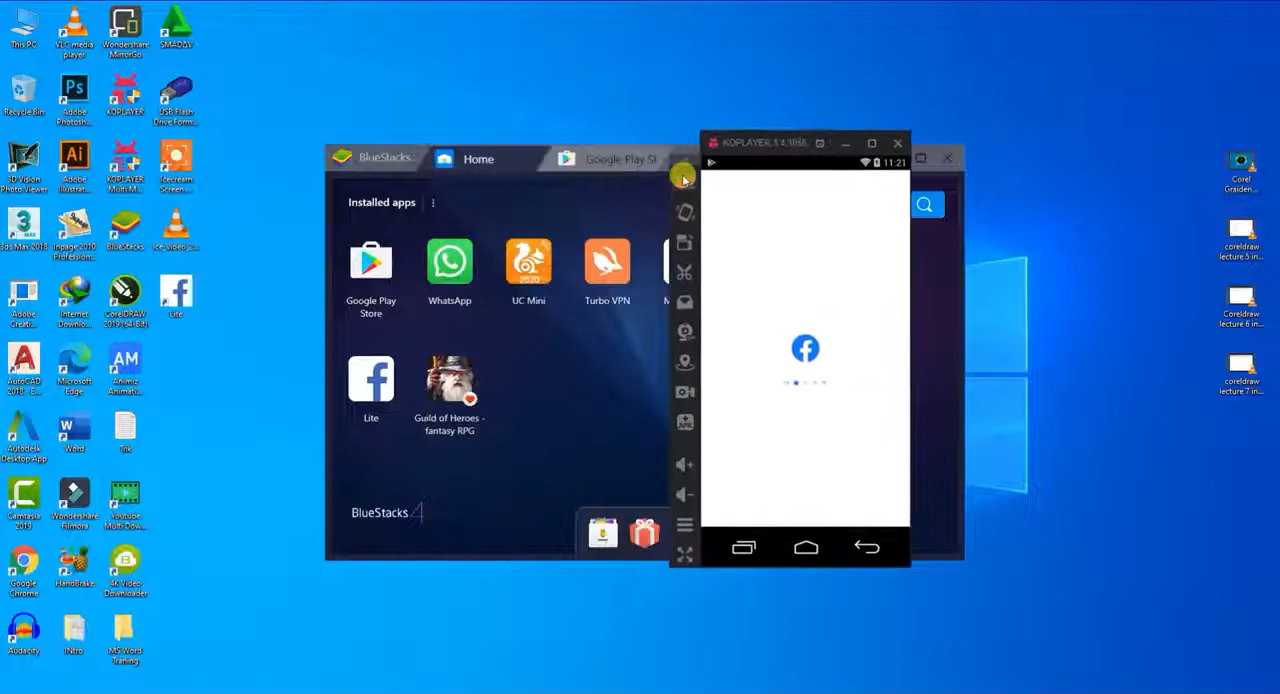 This PC
VLC media
player
Wondershare
MirrorGo
SMADAV
Recycle Bin
Adobe
Photosh...
KOPLAYER
USB Flash
Drive Form...
3D Vision
Photo Viewer
Adobe
Illustrat...
KOPLAYER
Multi M...
Icecream
Screen ...
3ds Max 2018
Inpage 2010
Profession...
BlueStacks
ice_video_2...
Adobe
Creati...
Internet
Downlo...
CorelDRAW
2019 (64-Bit)
Lite
AutoCAD
2018 - E...
Microsoft
Edge
Animiz
Animati...
Autodesk
Desktop App
Word
Camtasia
2019
Wondershare
Filmora
Youtube
Multi Dow...
Google
Chrome
HandBrake
4K Video
Downloader
Audacity
INtro
MS Word
Traning
BlueStacks
Home
Google Play St
Installed apps
Google Play
Store
WhatsApp
UC Mini
Turbo VPN
Lite
Guild of Heroes -
fantasy RPG
BlueStacks 4
KOPLAYER
11:21
Corel
Graiden...
coreldraw
lecture 5 in...
Coreldraw
lecture 6 in...
coreldraw
lecture 7 in...